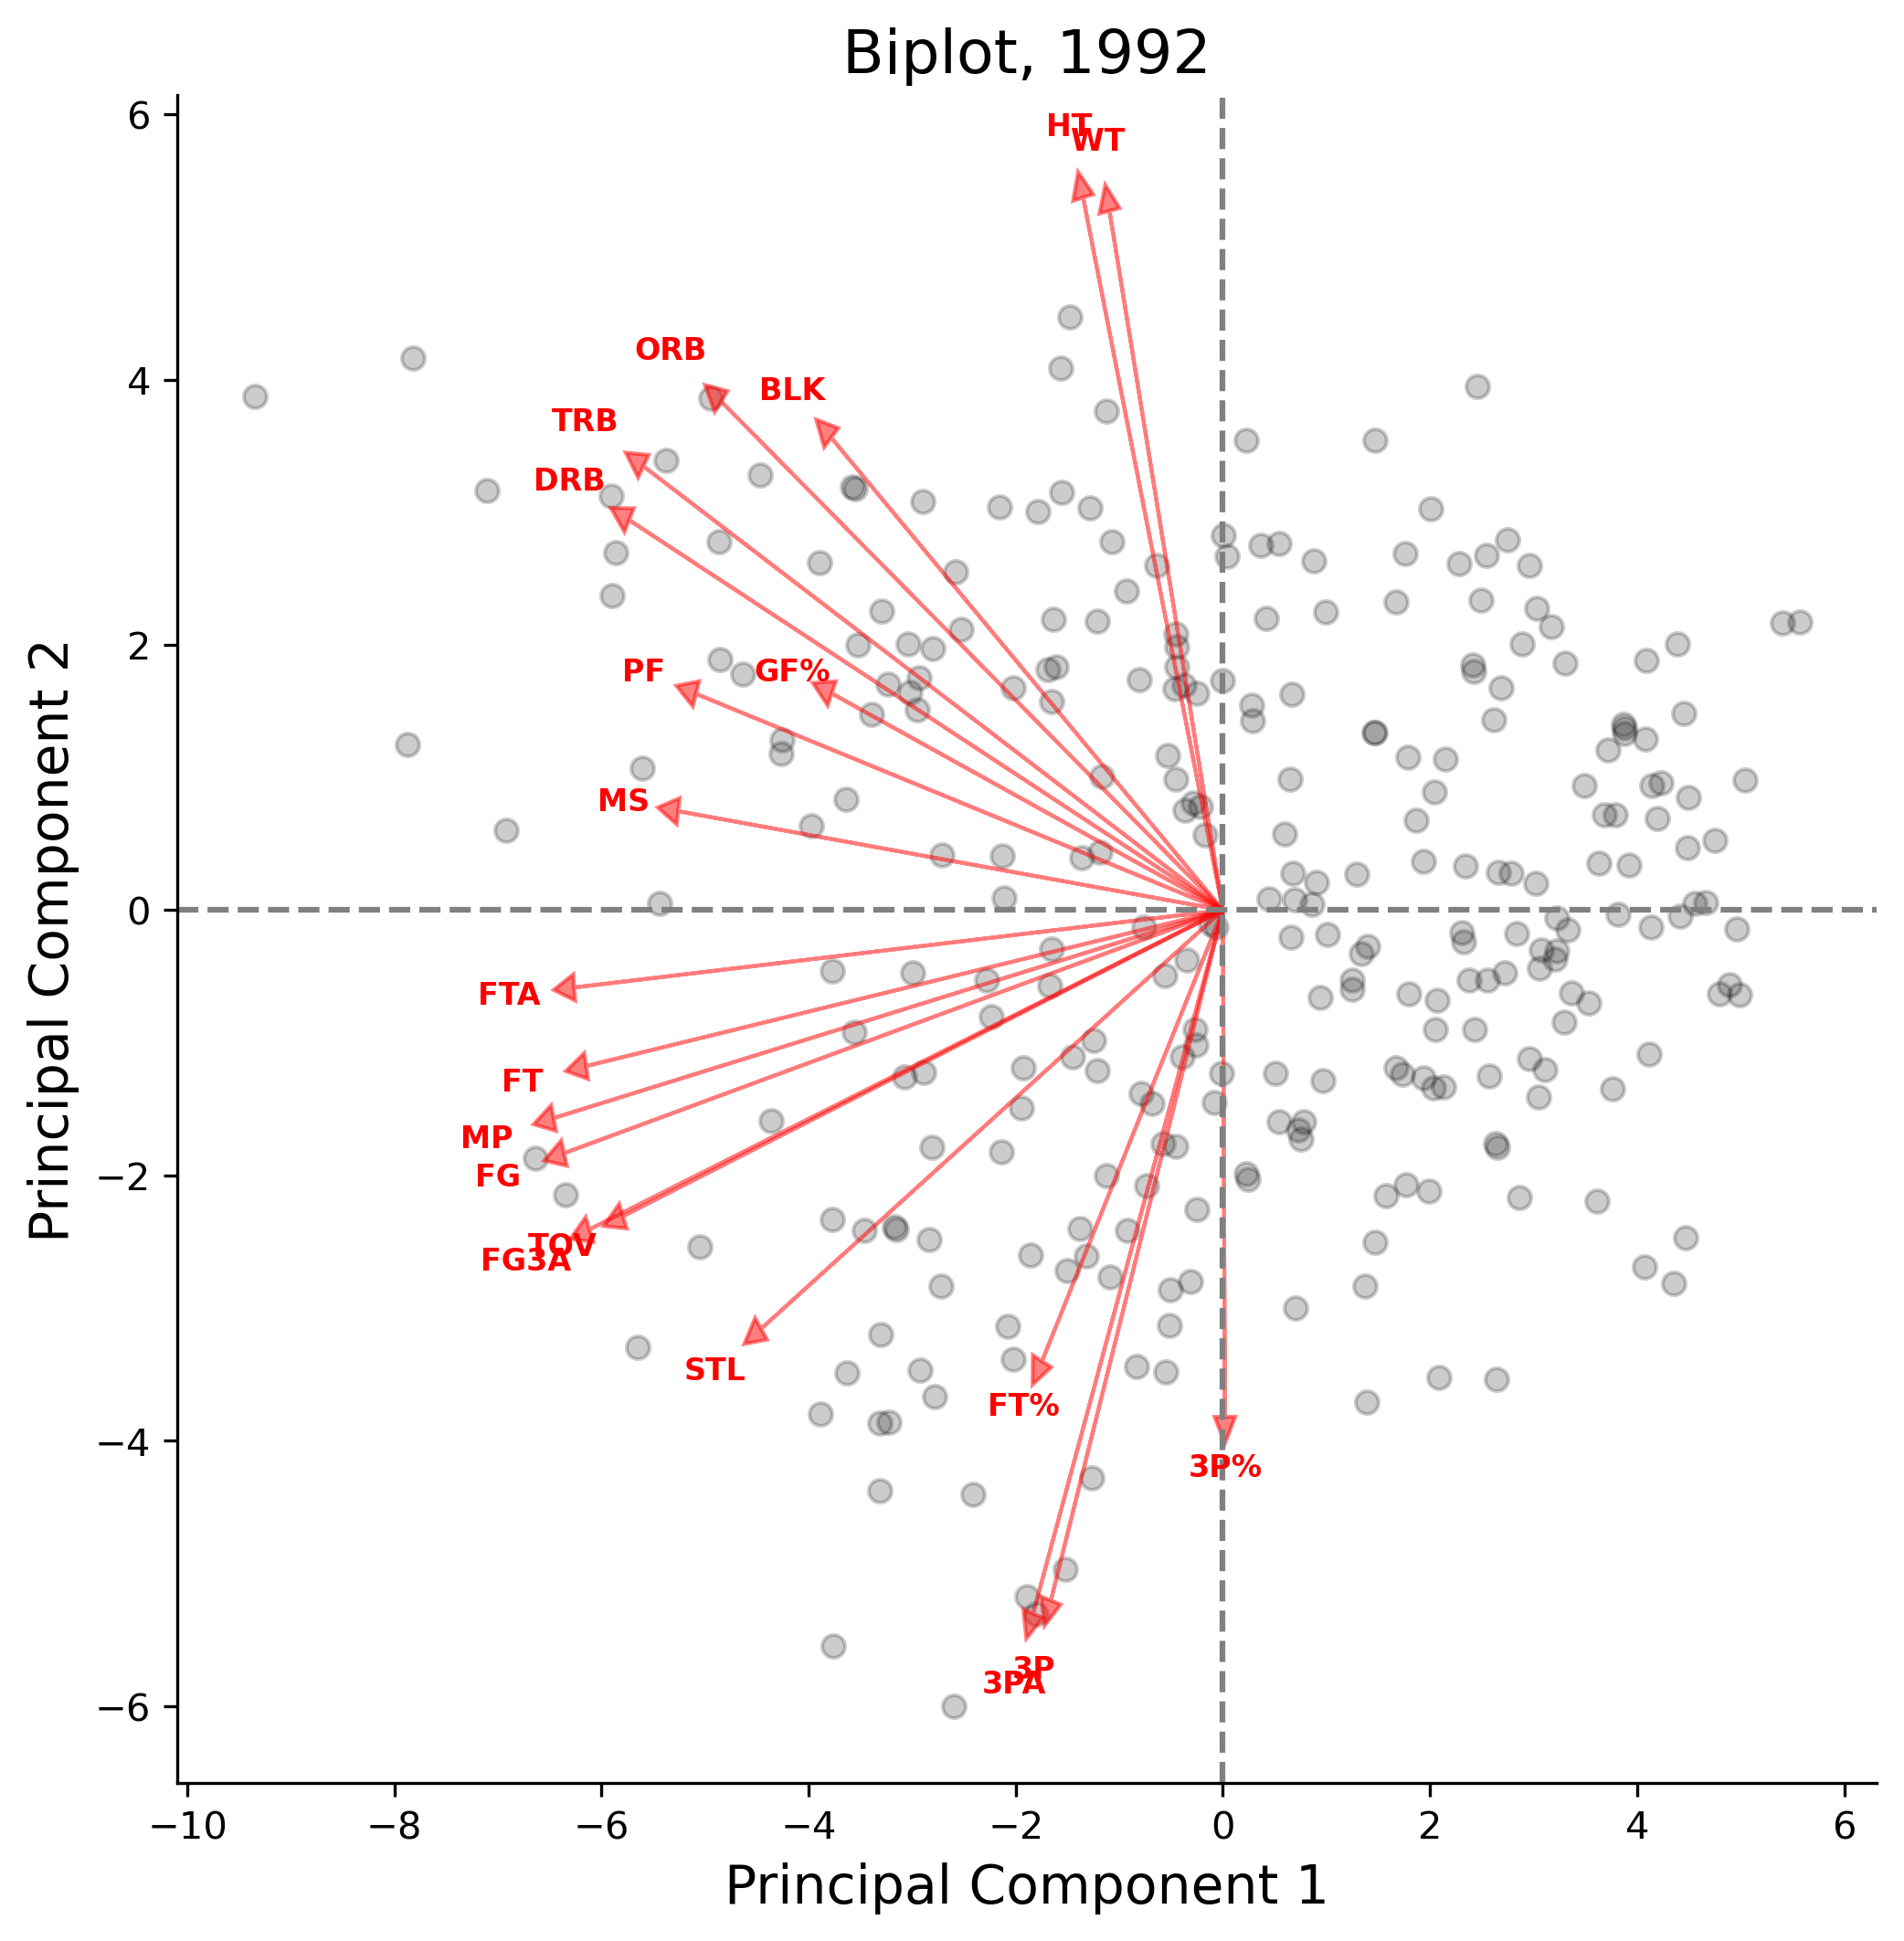 Biplot, 1992
6
HT
WT
ORB
4
BLK
TRB
DRB
2
PF
GF%
MS
0
FTA
FT
MP
FG
−2
TOV
FG3A
STL
FT%
−4
3P%
3P
3PA
−6
Principal Component 2
−10 −8 −6 −4 −2 0 2 4 6
Principal Component 1